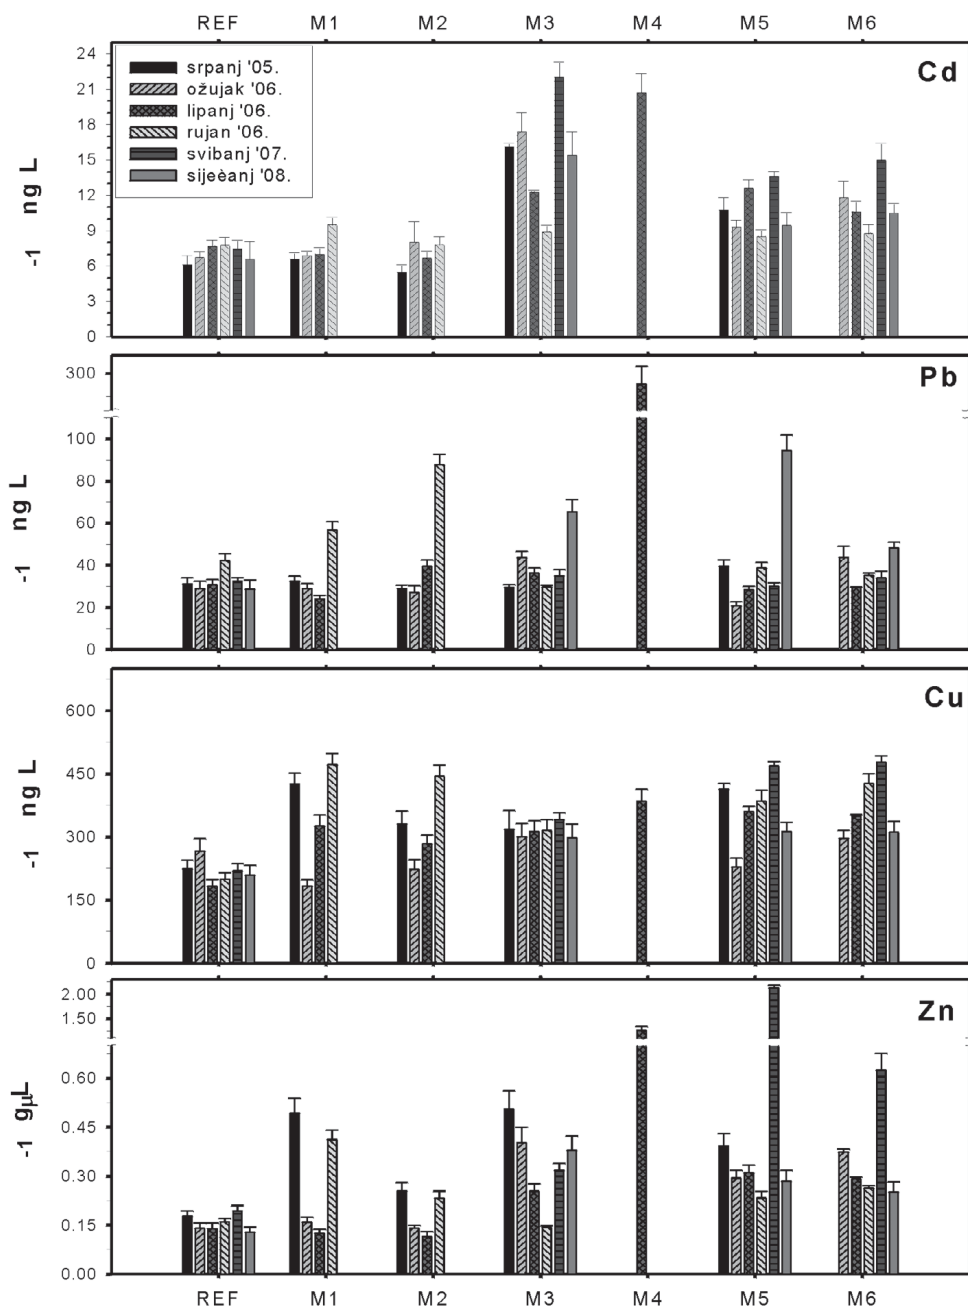 REF M1 M2 M3 M4 M5 M6
Cd
24
21
18
15
12
9
6
3
0
srpanj '05.
ožujak '06.
lipanj '06.
rujan '06.
svibanj '07.
siječanj '08.
-1 ng L
Pb
300
100
80
60
40
20
0
-1 ng L
Cu
600
450
300
150
0
-1 ng L
Zn
2.00
1.50
0.60
0.45
0.30
0.15
0.00
-1 gµL
REF M1 M2 M3 M4 M5 M6